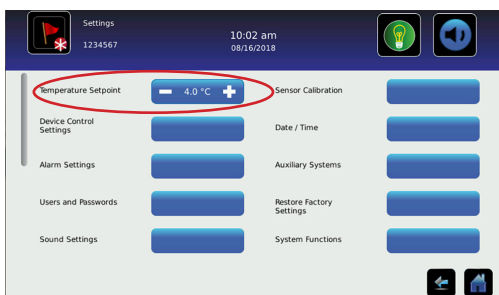 Settings
1234567
10:02 am
08/16/2018
Temperature Setpoint
4.0 °C
Sensor Calibration
Device Control
Settings
Date / Time
Alarm Settings
Auxiliary Systems
Users and Passwords
Restore Factory
Settings
Sound Settings
System Functions